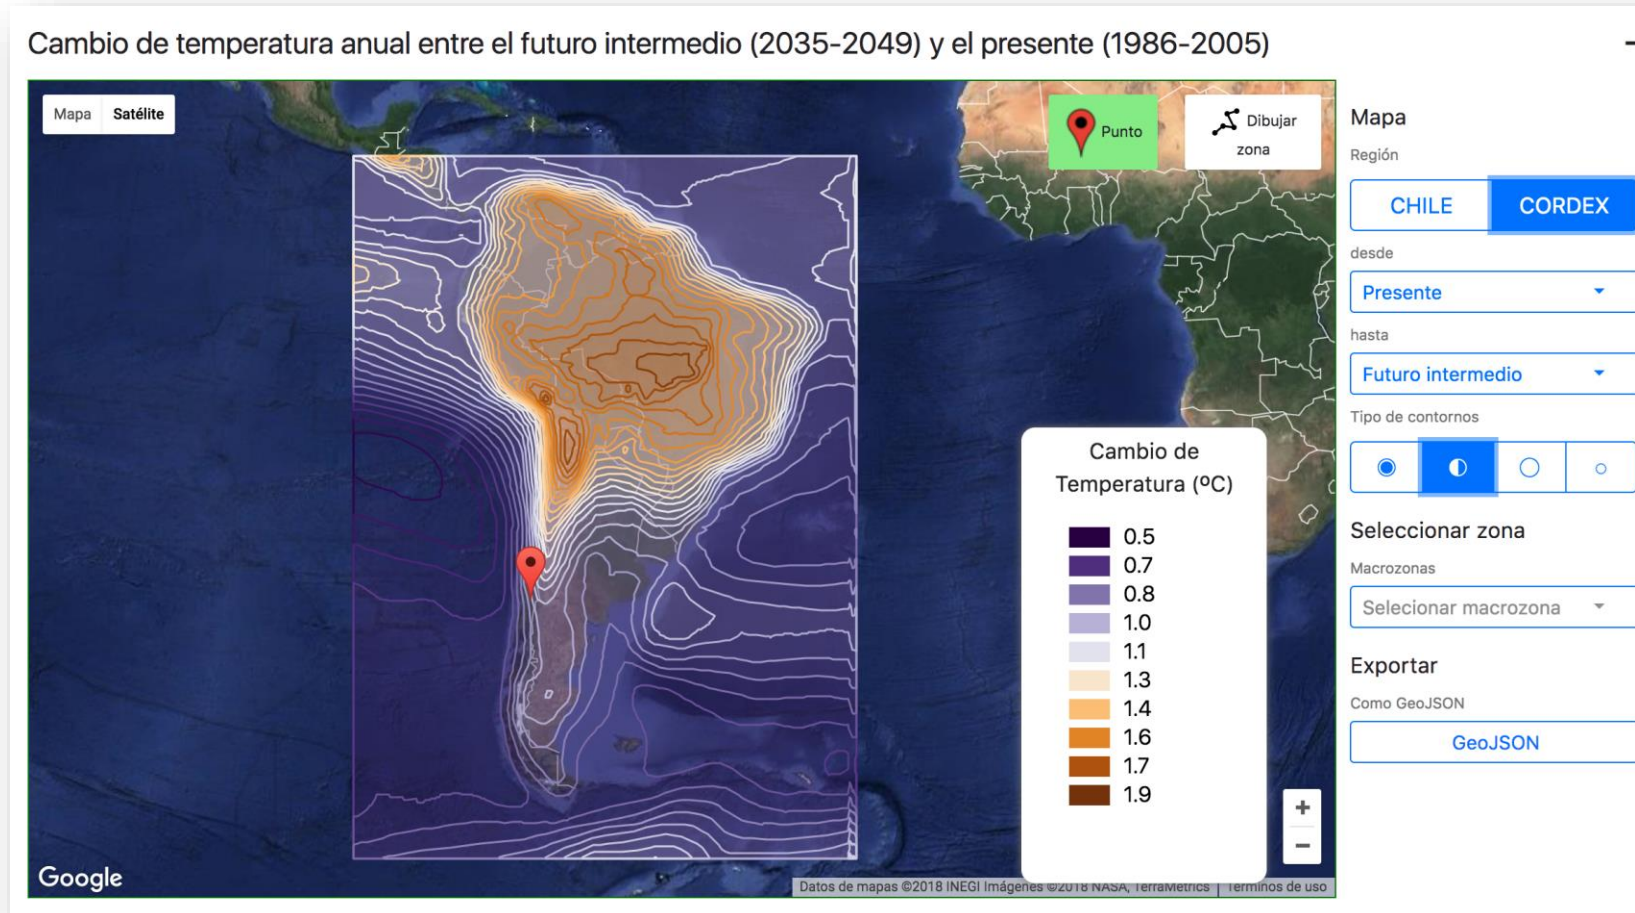 Cambio de temperatura anual entre el futuro intermedio (2035-2049) y el presente (1986-2005)
Mapa
Satélite
Punto
Dibujar
zona
Cambio de
Temperatura (ºC)
0.5
0.7
0.8
1.0
1.1
1.3
1.4
1.6
1.7
1.9
+
−
Google
Datos de mapas ©2018 INEGI Imágenes ©2018 NASA, TerraMetrics
Términos de uso
Mapa
Región
CHILE
CORDEX
desde
Presente
hasta
Futuro intermedio
Tipo de contornos
Seleccionar zona
Macrozonas
Selecionar macrozona
Exportar
Como GeoJSON
GeoJSON